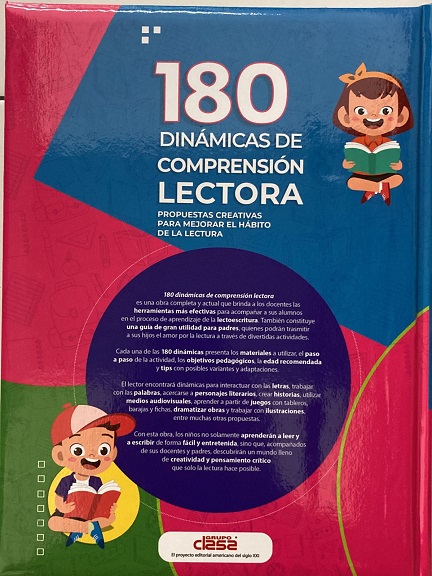 180
DINÁMICAS DE
COMPRENSIÓN
LECTORA
PROPUESTAS CREATIVAS
PARA MEJORAR EL HÁBITO
DE LA LECTURA
180 dinámicas de comprensión lectora
es una obra completa y actual que brinda a los docentes las
herramientas más efectivas para acompañar a sus alumnos
en el proceso de aprendizaje de la lectoescritura. También constituye
una guía de gran utilidad para padres, quienes podrán trasmitir
a sus hijos el amor por la lectura a través de divertidas actividades.
Cada una de las 180 dinámicas presenta los materiales a utilizar, el paso
a paso de la actividad, los objetivos pedagógicos, la edad recomendada
y tips con posibles variantes y adaptaciones.
El lector encontrará dinámicas para interactuar con las letras, trabajar
con las palabras, acercarse a personajes literarios, crear historias, utilizar
medios audiovisuales, aprender a partir de juegos con tableros,
barajas y fichas, dramatizar obras y trabajar con ilustraciones,
entre muchas otras propuestas.
Con esta obra, los niños no solamente aprenderán a leer y
a escribir de forma fácil y entretenida, sino que, acompañados
de sus docentes y padres, descubrirán un mundo lleno
de creatividad y pensamiento crítico
que solo la lectura hace posible.
GRUPO
clasa
El proyecto editorial americano del siglo XXI